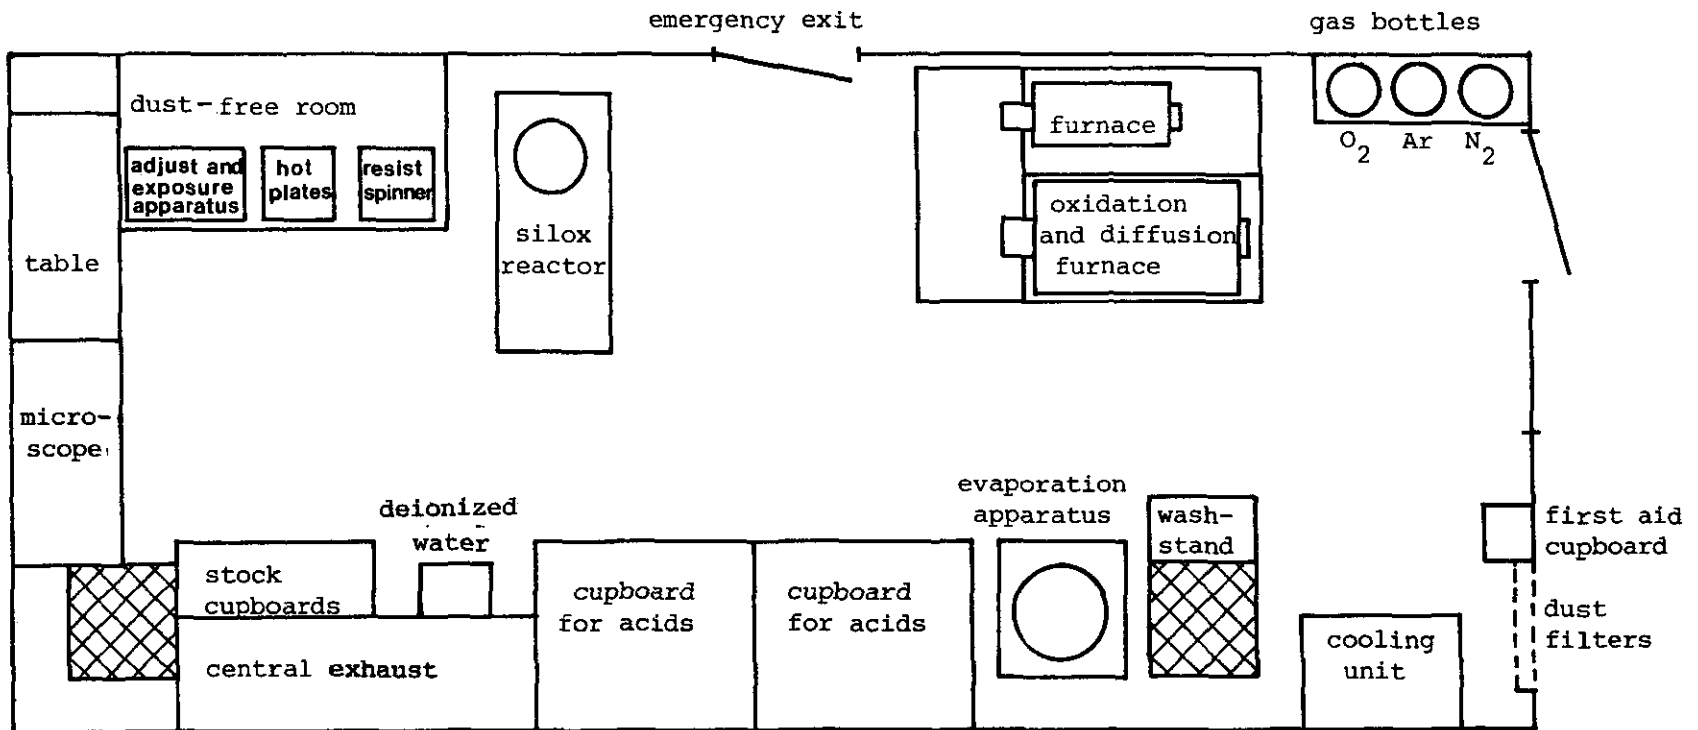 emergency exit
gas bottles
dust-free room
adjust and
exposure
apparatus
hot
plates
resist
spinner
silox
reactor
furnace
oxidation
and diffusion
furnace
O₂ Ar N₂
table
micro-
scope
deionized
water
stock
cupboards
central exhaust
cupboard
for acids
cupboard
for acids
evaporation
apparatus
wash-
stand
cooling
unit
first aid
cupboard
dust
filters